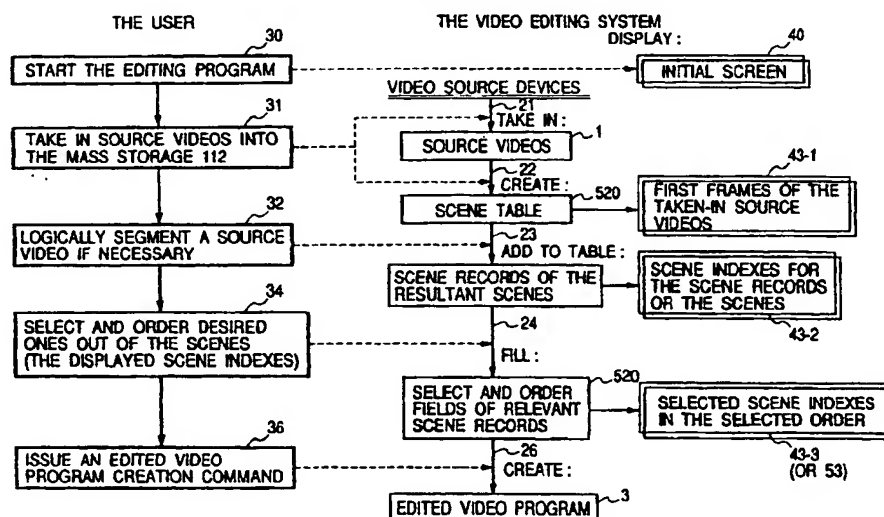 THE USER
THE VIDEO EDITING SYSTEM
DISPLAY :
30
START THE EDITING PROGRAM
40
INITIAL SCREEN
VIDEO SOURCE DEVICES
21
TAKE IN :
31
TAKE IN SOURCE VIDEOS INTO
THE MASS STORAGE 112
1
SOURCE VIDEOS
22
CREATE :
520
SCENE TABLE
43-1
FIRST FRAMES OF THE
TAKEN-IN SOURCE
VIDEOS
32
LOGICALLY SEGMENT A SOURCE
VIDEO IF NECESSARY
23
ADD TO TABLE :
SCENE RECORDS OF THE
RESULTANT SCENES
SCENE INDEXES FOR
THE SCENE RECORDS
OR THE SCENES
43-2
34
SELECT AND ORDER DESIRED
ONES OUT OF THE SCENES
(THE DISPLAYED SCENE INDEXES)
24
FILL :
520
SELECT AND ORDER
FIELDS OF RELEVANT
SCENE RECORDS
SELECTED SCENE INDEXES
IN THE SELECTED ORDER
43-3
(OR 53)
36
ISSUE AN EDITED VIDEO
PROGRAM CREATION COMMAND
26
CREATE :
3
EDITED VIDEO PROGRAM